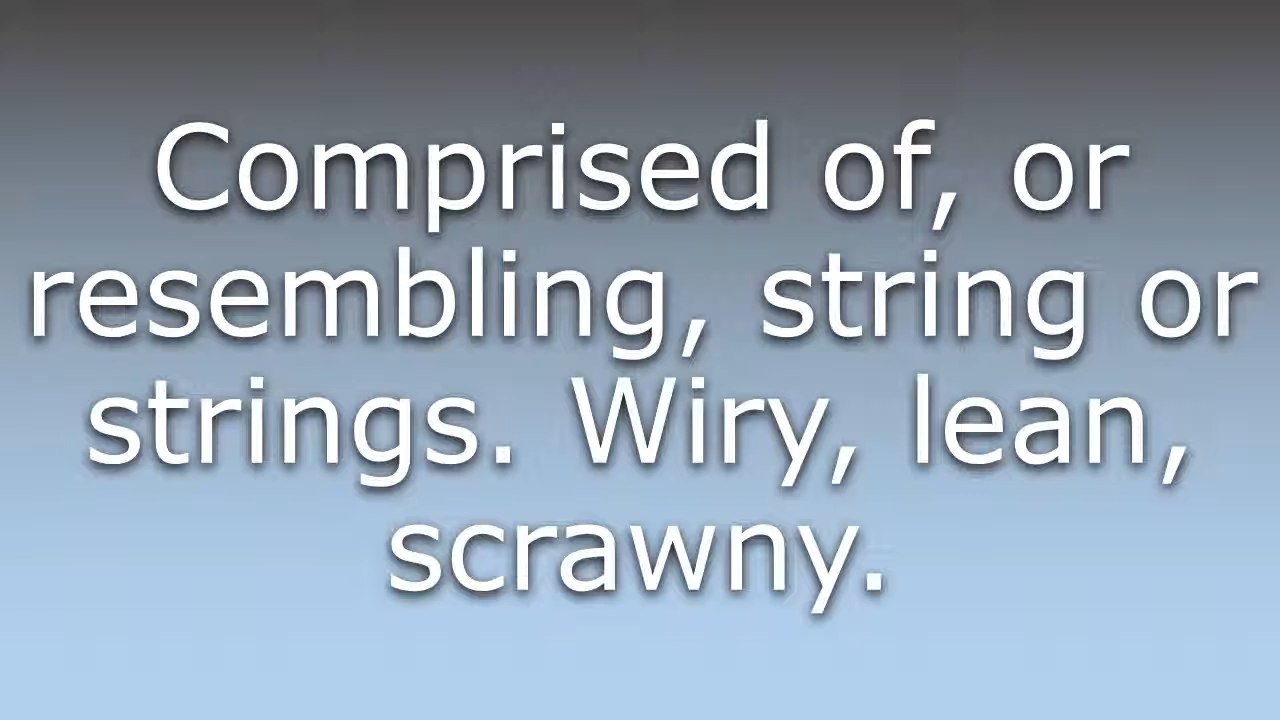 Comprised of, or
resembling, string or
strings. Wiry, lean,
scrawny.